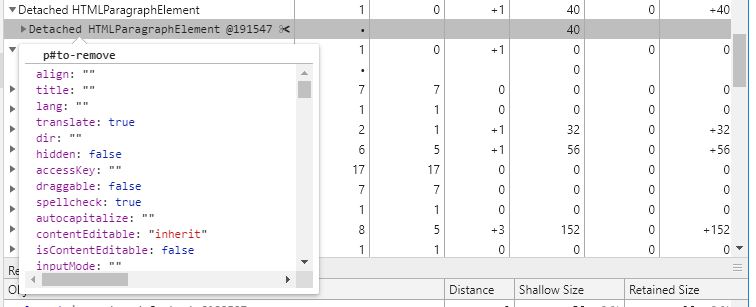 Detached HTMLParagraphElement 1 0 +1 40 0 +40
Detached HTMLParagraphElement @191547 • 40
p#to-remove
1 0 +1 0 0 0
align: ""
• 0
title: "" 7 7 0 0 0 0
lang: "" 1 1 0 0 0 0
translate: true
dir: "" 2 1 +1 32 0 +32
hidden: false 6 5 +1 56 0 +56
accessKey: "" 17 17 0 0 0 0
draggable: false 7 7 0 0 0 0
spellcheck: true
autocapitalize: "" 1 1 0 0 0 0
contentEditable: "inherit" 8 5 +3 152 0 +152
isContentEditable: false 1 1 0 0 0 0
inputMode: ""
Re
Obj Distance Shallow Size Retained Size